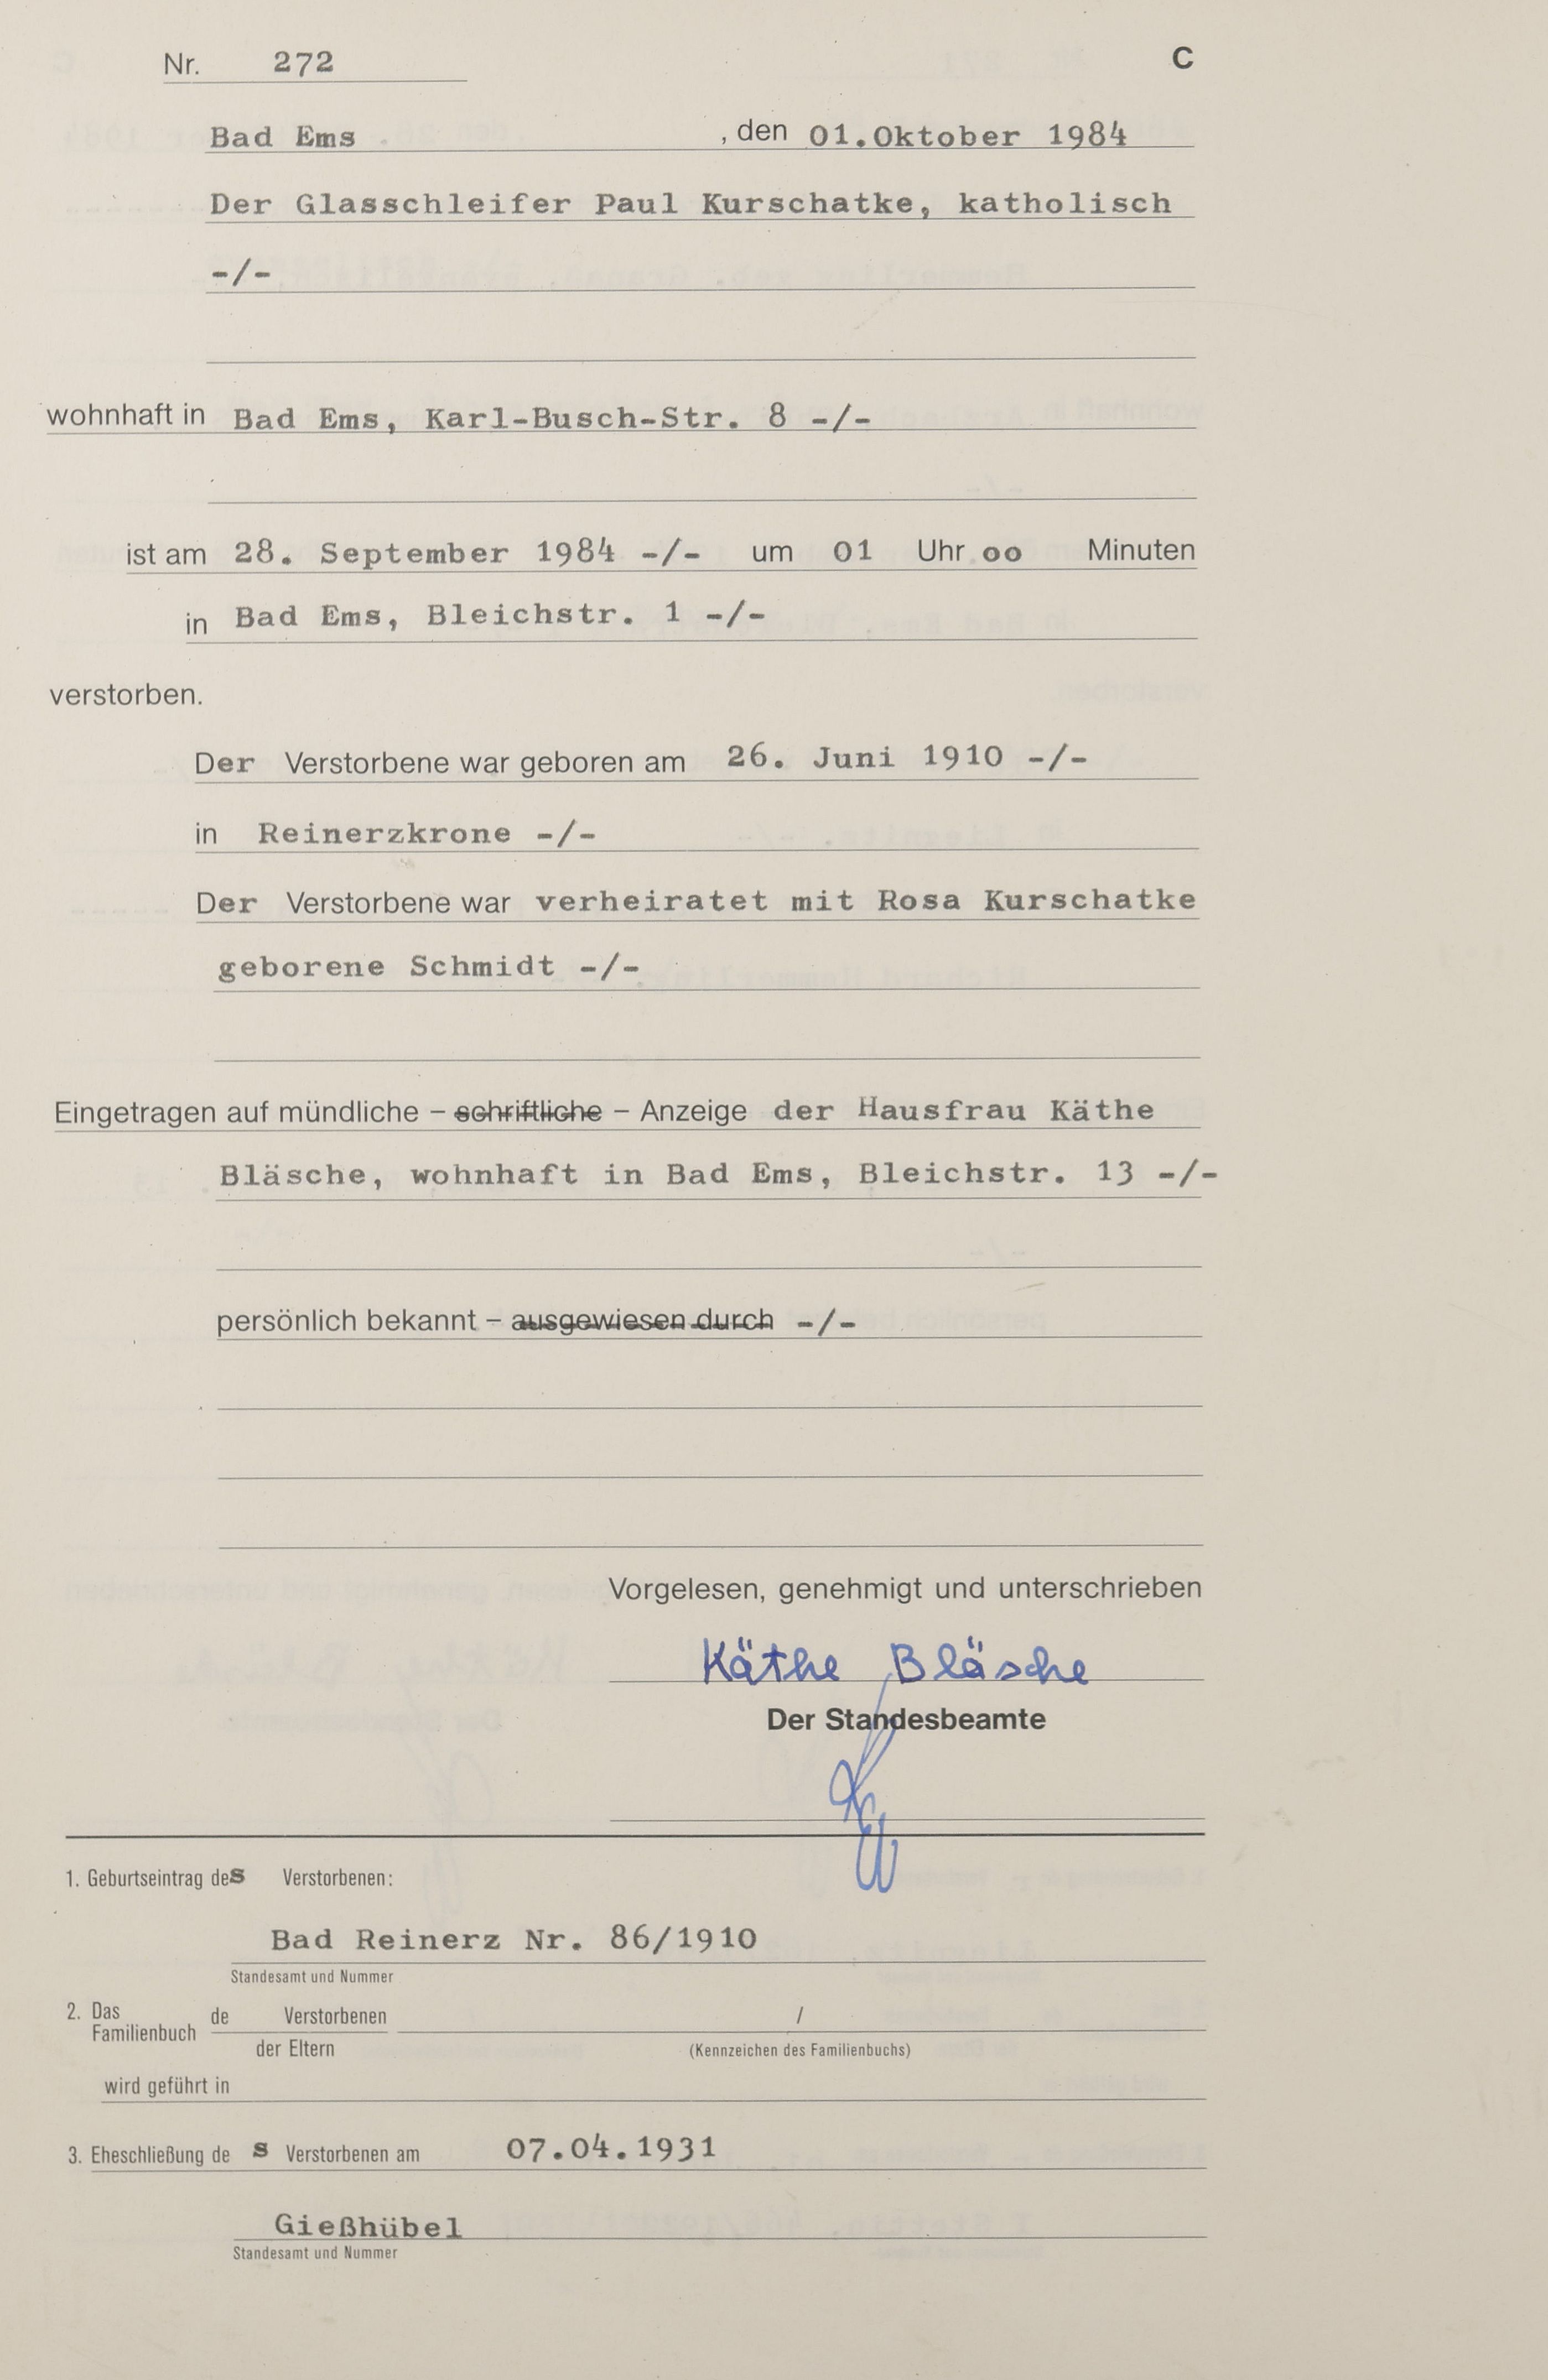 Nr. 272 C
Bad Ems , den 01.Oktober 1984
Der Glasschleifer Paul Kurschatke, katholisch
-/-
wohnhaft in Bad Ems, Karl-Busch-Str. 8 -/-
ist am 28. September 1984 -/- um 01 Uhr oo Minuten
in Bad Ems, Bleichstr. 1 -/-
verstorben.
Der Verstorbene war geboren am 26. Juni 1910 -/-
in Reinerzkrone -/-
Der Verstorbene war verheiratet mit Rosa Kurschatke
geborene Schmidt -/-
Eingetragen auf mündliche – schriftliche – Anzeige der Hausfrau Käthe
Bläsche, wohnhaft in Bad Ems, Bleichstr. 13 -/-
persönlich bekannt – ausgewiesen durch -/-
Vorgelesen, genehmigt und unterschrieben
Käthe Bläsche
Der Standesbeamte
1. Geburtseintrag des Verstorbenen:
Bad Reinerz Nr. 86/1910
Standesamt und Nummer
2. Das Familienbuch de Verstorbenen /
der Eltern (Kennzeichen des Familienbuchs)
wird geführt in
3. Eheschließung de s Verstorbenen am 07.04.1931
Gießhübel
Standesamt und Nummer